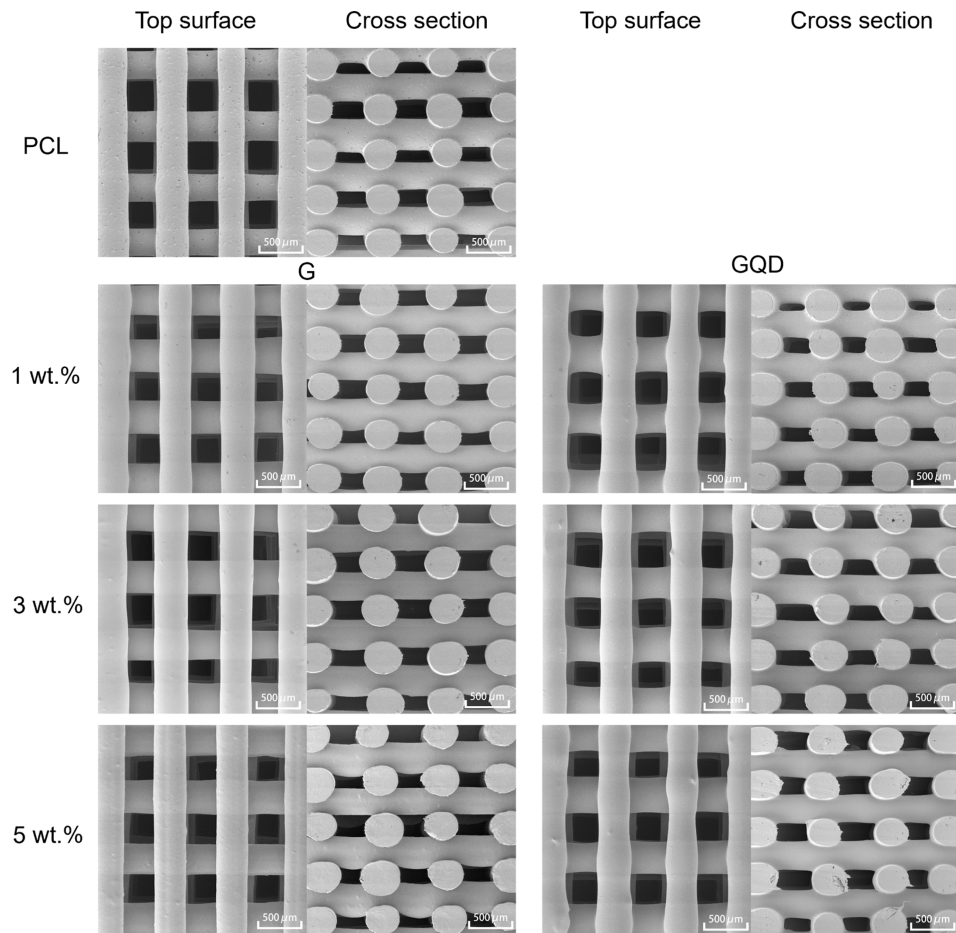 Top surface Cross section Top surface Cross section
PCL
500 µm 500 µm
G GQD
1 wt.%
500 µm 500 µm 500 µm 500 µm
3 wt.%
500 µm 500 µm 500 µm 500 µm
5 wt.%
500 µm 500 µm 500 µm 500 µm